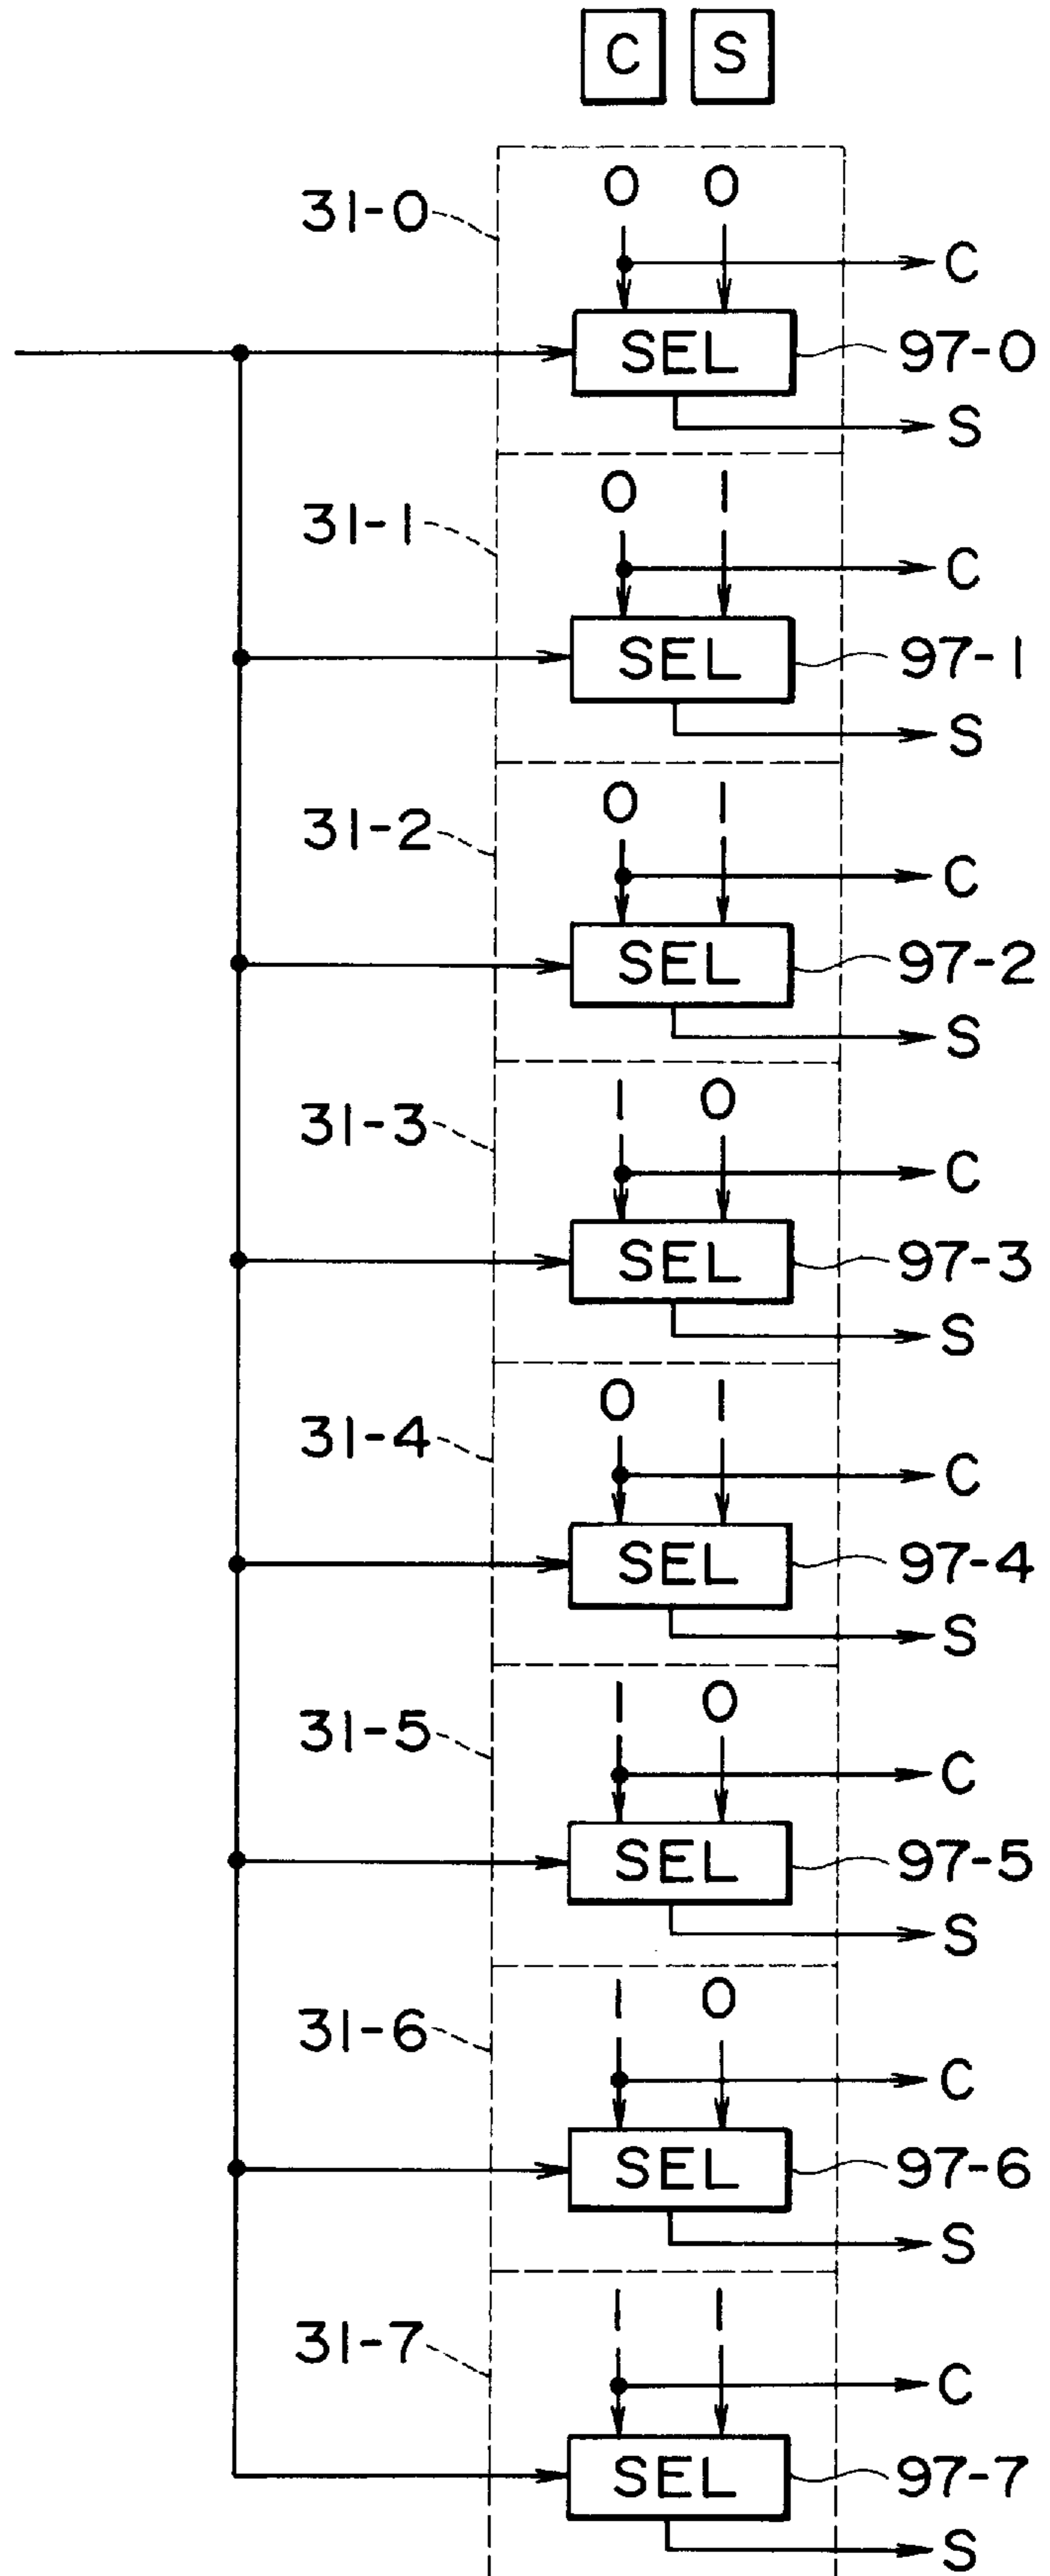 C S
0 0
31-0
C
SEL
97-0
S
0 1
31-1
C
SEL
97-1
S
0 1
31-2
C
SEL
97-2
S
1 0
31-3
C
SEL
97-3
S
0 1
31-4
C
SEL
97-4
S
1 0
31-5
C
SEL
97-5
S
1 0
31-6
C
SEL
97-6
S
1 1
31-7
C
SEL
97-7
S